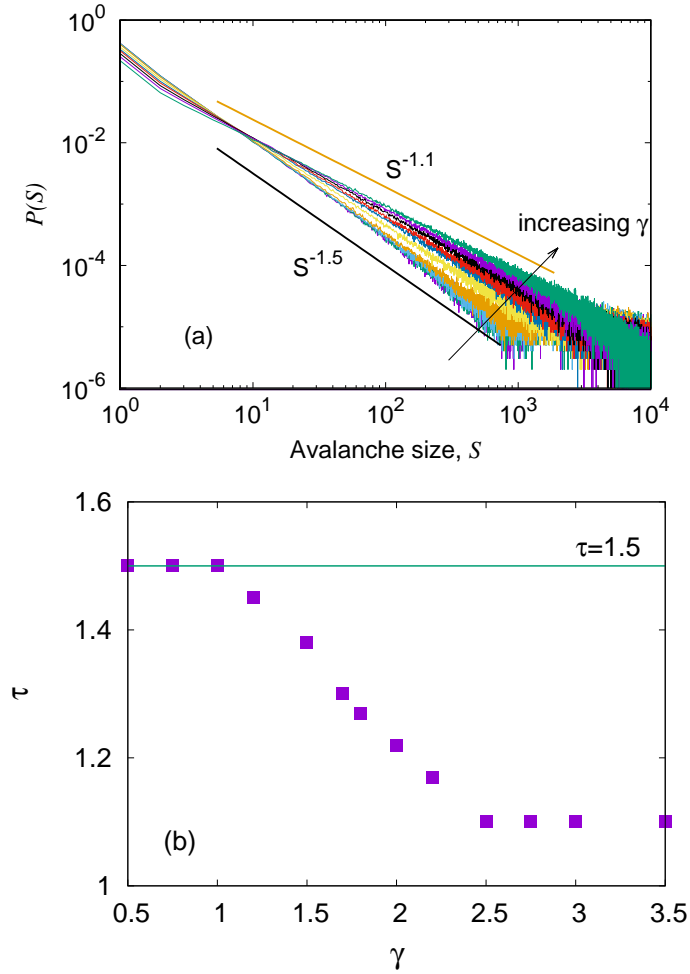 10^0
10^-2
10^-4
10^-6
P(S)
S^-1.1
increasing γ
S^-1.5
(a)
10^0 10^1 10^2 10^3 10^4
Avalanche size, S
1.6
τ=1.5
1.4
τ
1.2
(b)
1
0.5 1 1.5 2 2.5 3 3.5
γ